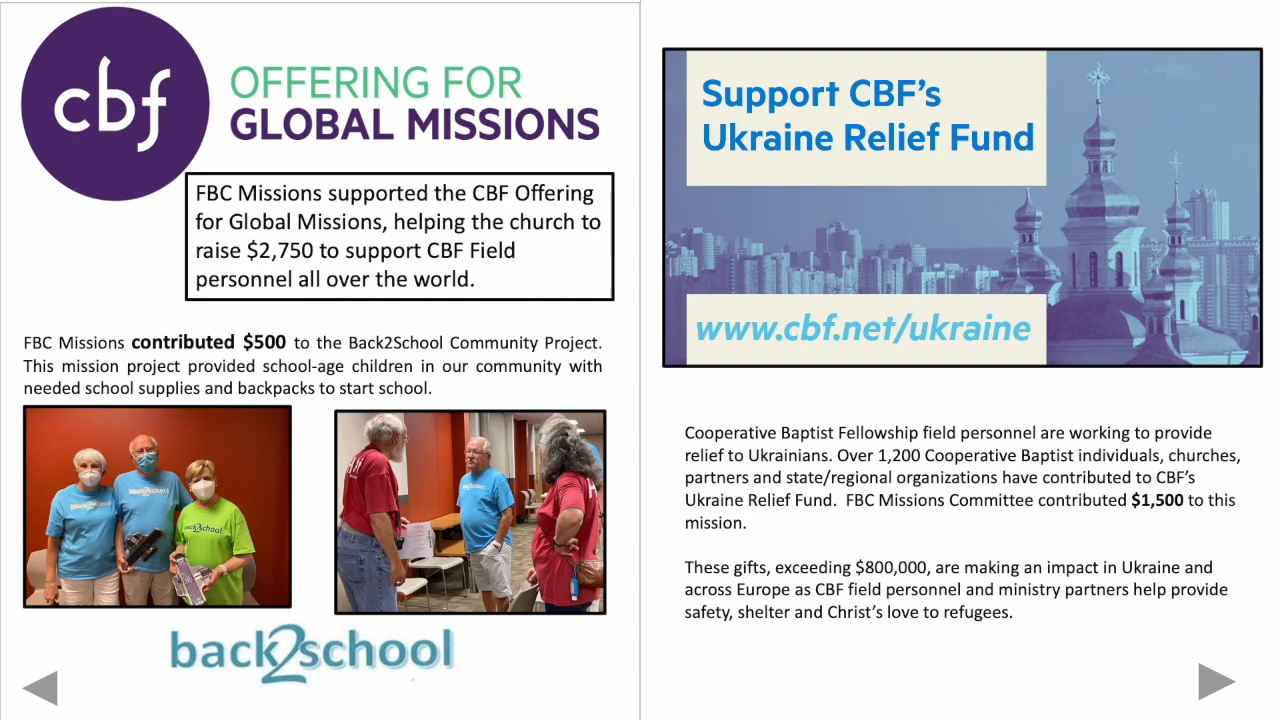 cbf
OFFERING FOR
GLOBAL MISSIONS
FBC Missions supported the CBF Offering
for Global Missions, helping the church to
raise $2,750 to support CBF Field
personnel all over the world.
FBC Missions contributed $500 to the Back2School Community Project.
This mission project provided school-age children in our community with
needed school supplies and backpacks to start school.
back2school
back2school
back2school
Support CBF’s
Ukraine Relief Fund
www.cbf.net/ukraine
Cooperative Baptist Fellowship field personnel are working to provide
relief to Ukrainians. Over 1,200 Cooperative Baptist individuals, churches,
partners and state/regional organizations have contributed to CBF’s
Ukraine Relief Fund.  FBC Missions Committee contributed $1,500 to this
mission.
These gifts, exceeding $800,000, are making an impact in Ukraine and
across Europe as CBF field personnel and ministry partners help provide
safety, shelter and Christ’s love to refugees.